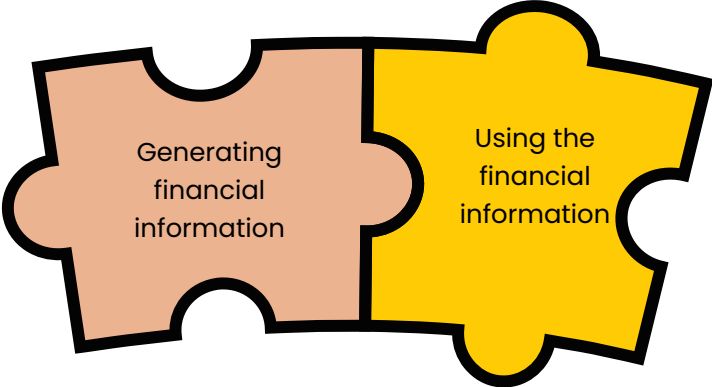 Generating
financial
information
Using the
financial
information